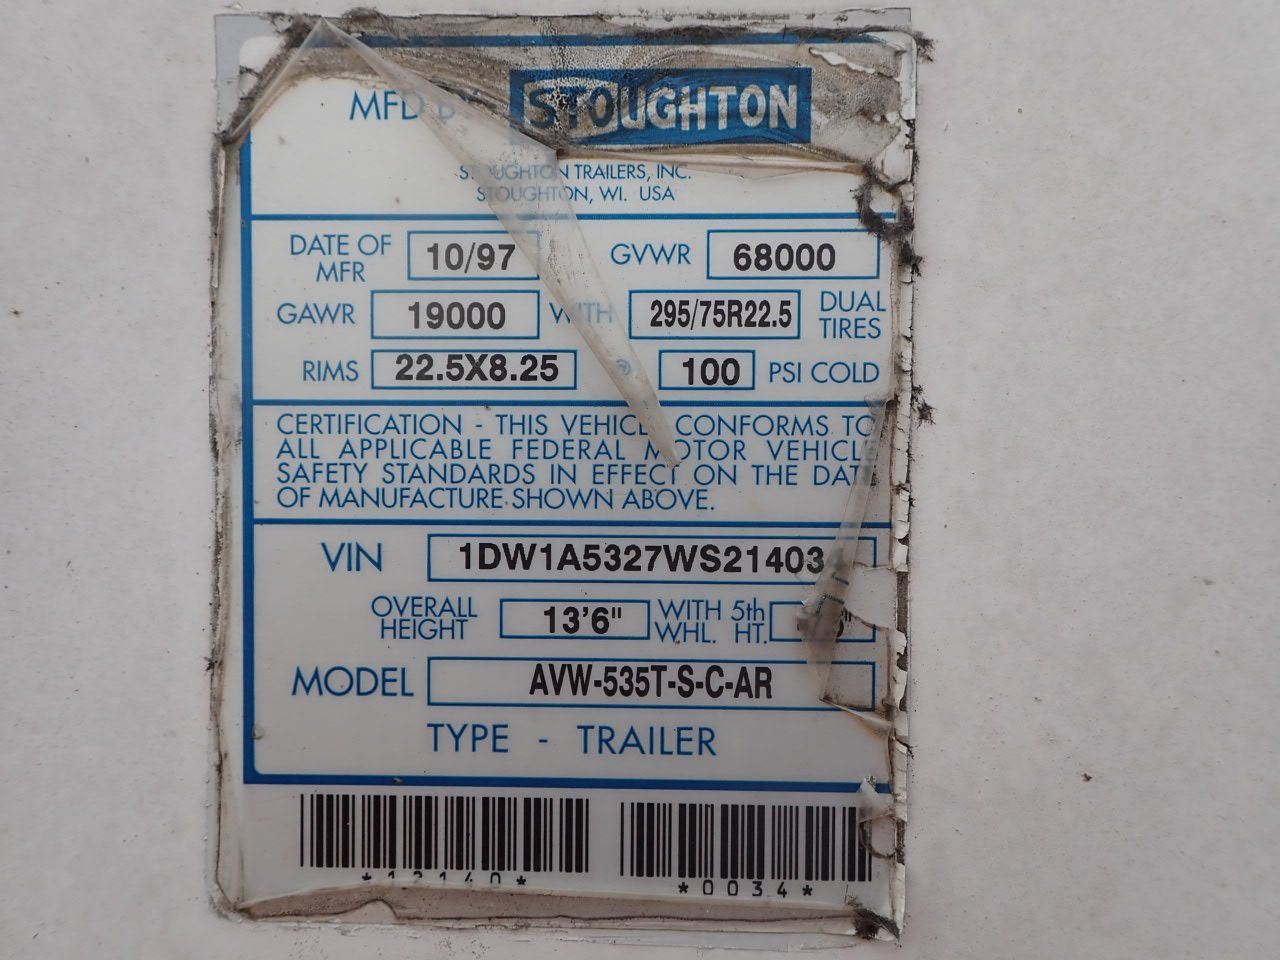 MFD BY STOUGHTON
STOUGHTON TRAILERS, INC.
STOUGHTON, WI. USA
DATE OF MFR 10/97 GVWR 68000
GAWR 19000 WITH 295/75R22.5 DUAL TIRES
RIMS 22.5X8.25 ® 100 PSI COLD
CERTIFICATION - THIS VEHICLE CONFORMS TO
ALL APPLICABLE FEDERAL MOTOR VEHICLE
SAFETY STANDARDS IN EFFECT ON THE DATE
OF MANUFACTURE SHOWN ABOVE.
VIN 1DW1A5327WS21403
OVERALL HEIGHT 13'6" WITH 5th WHL. HT.
MODEL AVW-535T-S-C-AR
TYPE - TRAILER
*12140* *0034*